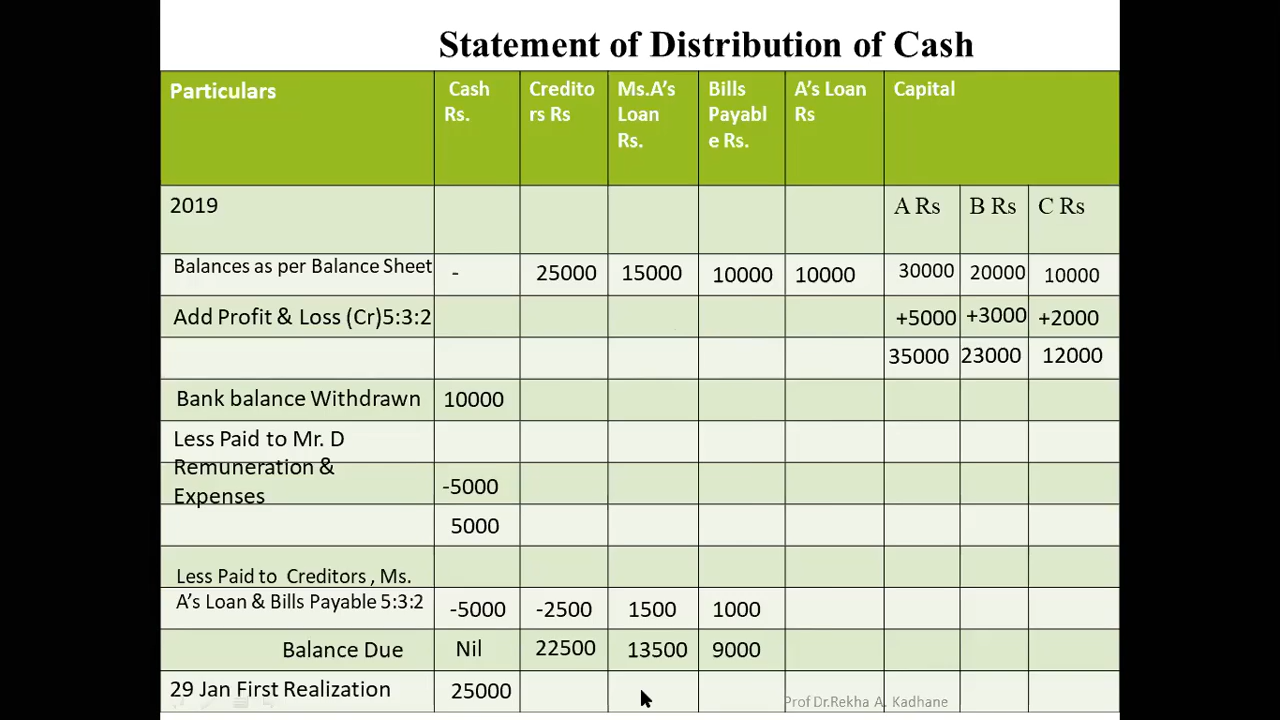 Statement of Distribution of Cash
Particulars Cash Rs. Credito rs Rs Ms.A’s Loan Rs. Bills Payabl e Rs. A’s Loan Rs Capital
2019 A Rs B Rs C Rs
Balances as per Balance Sheet - 25000 15000 10000 10000 30000 20000 10000
Add Profit & Loss (Cr)5:3:2 +5000 +3000 +2000
35000 23000 12000
Bank balance Withdrawn 10000
Less Paid to Mr. D
Remuneration &
Expenses -5000
5000
Less Paid to Creditors , Ms.
A’s Loan & Bills Payable 5:3:2 -5000 -2500 1500 1000
Balance Due Nil 22500 13500 9000
29 Jan First Realization 25000
Prof Dr.Rekha A. Kadhane